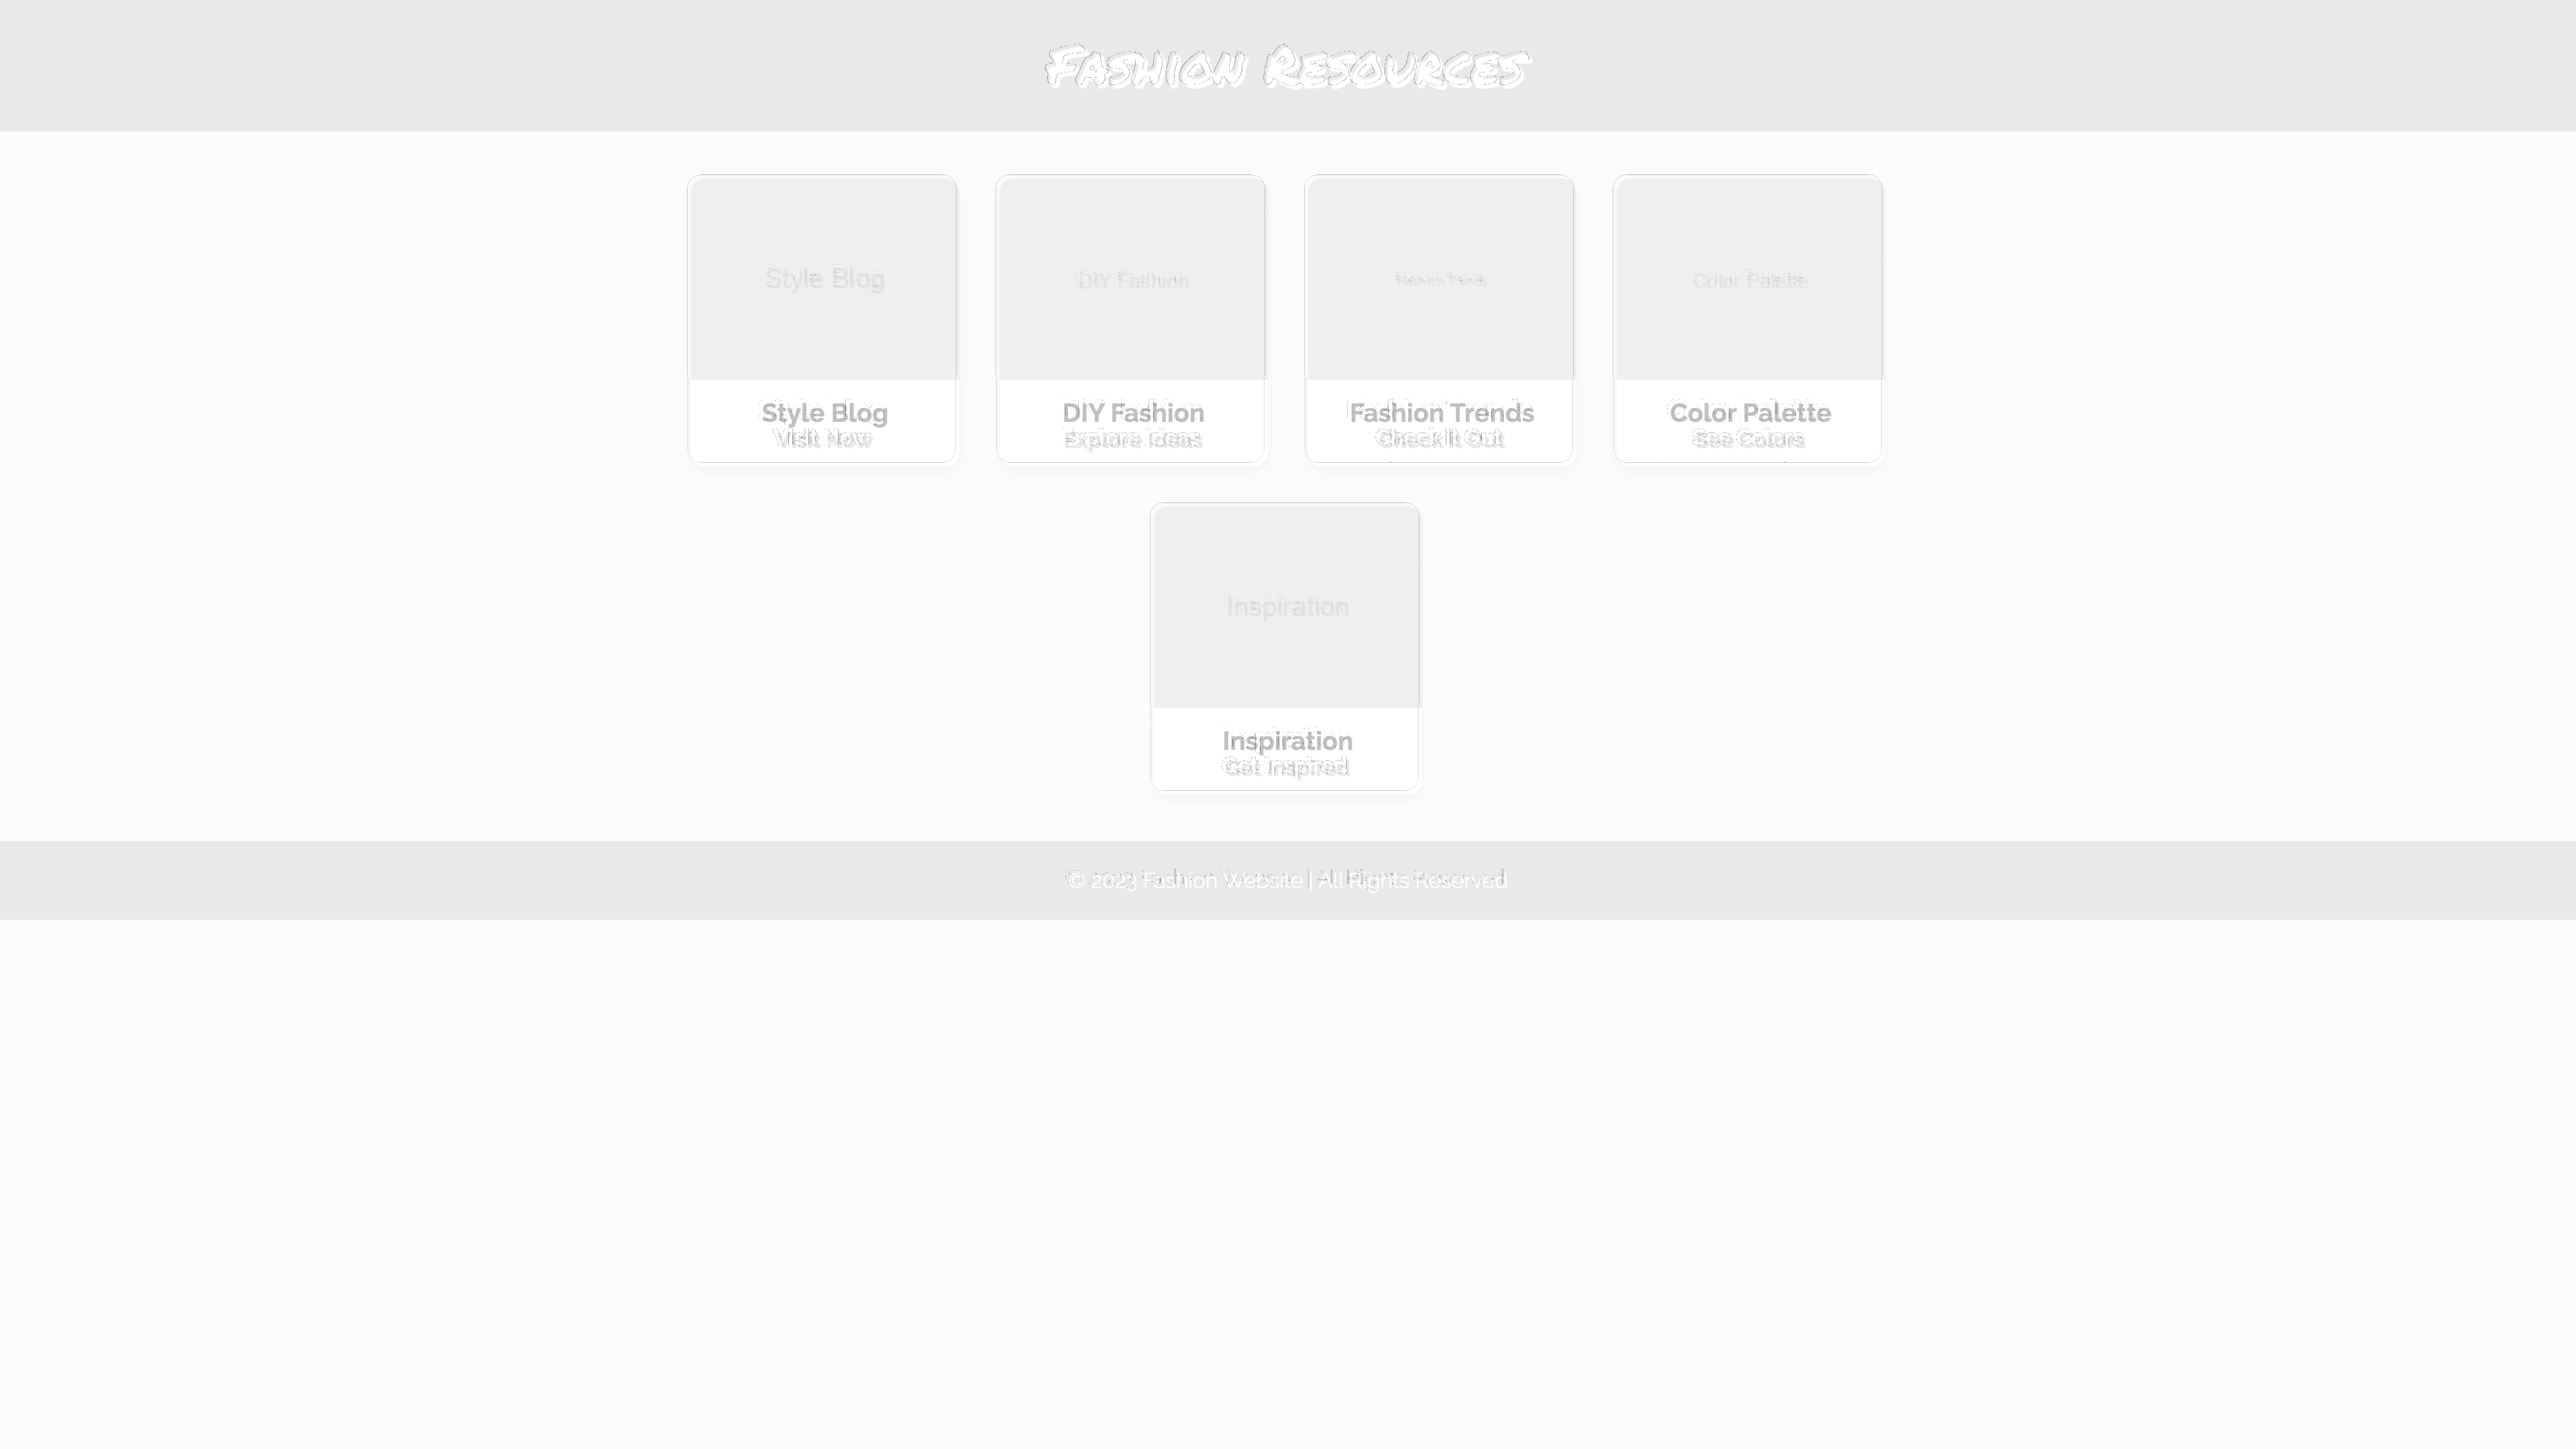 Fashion Resources
Style Blog
DIY Fashion
Fashion Trends
Color Palette
Style Blog
Visit Now
DIY Fashion
Explore Ideas
Fashion Trends
Check It Out
Color Palette
See Colors
Inspiration
Inspiration
Get Inspired
© 2023 Fashion Website | All Rights Reserved